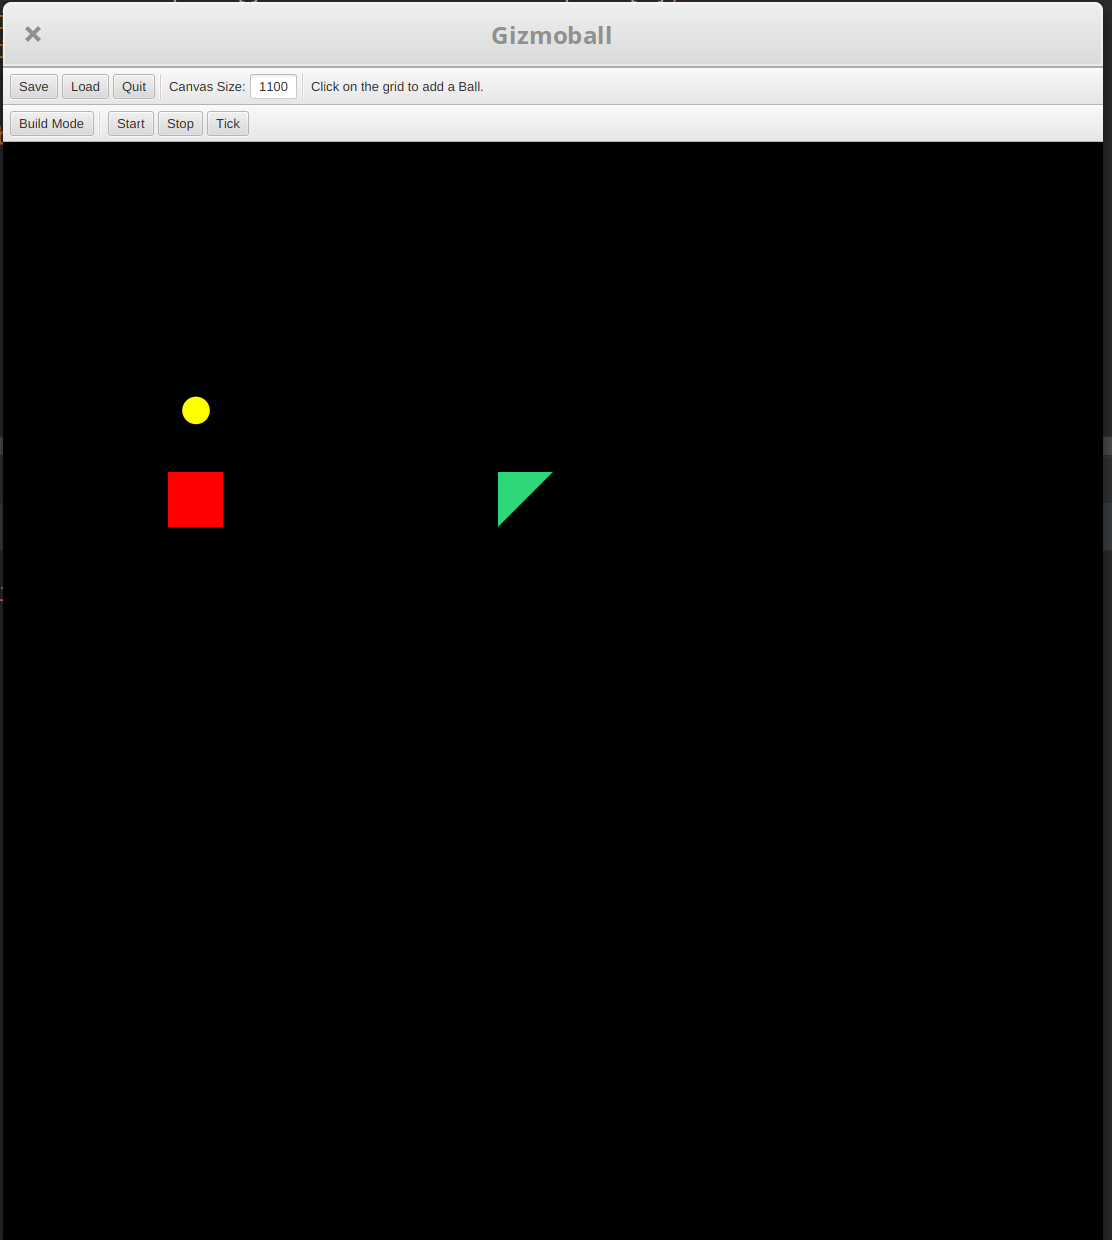 Gizmoball
Save Load Quit Canvas Size: 1100 Click on the grid to add a Ball.
Build Mode Start Stop Tick